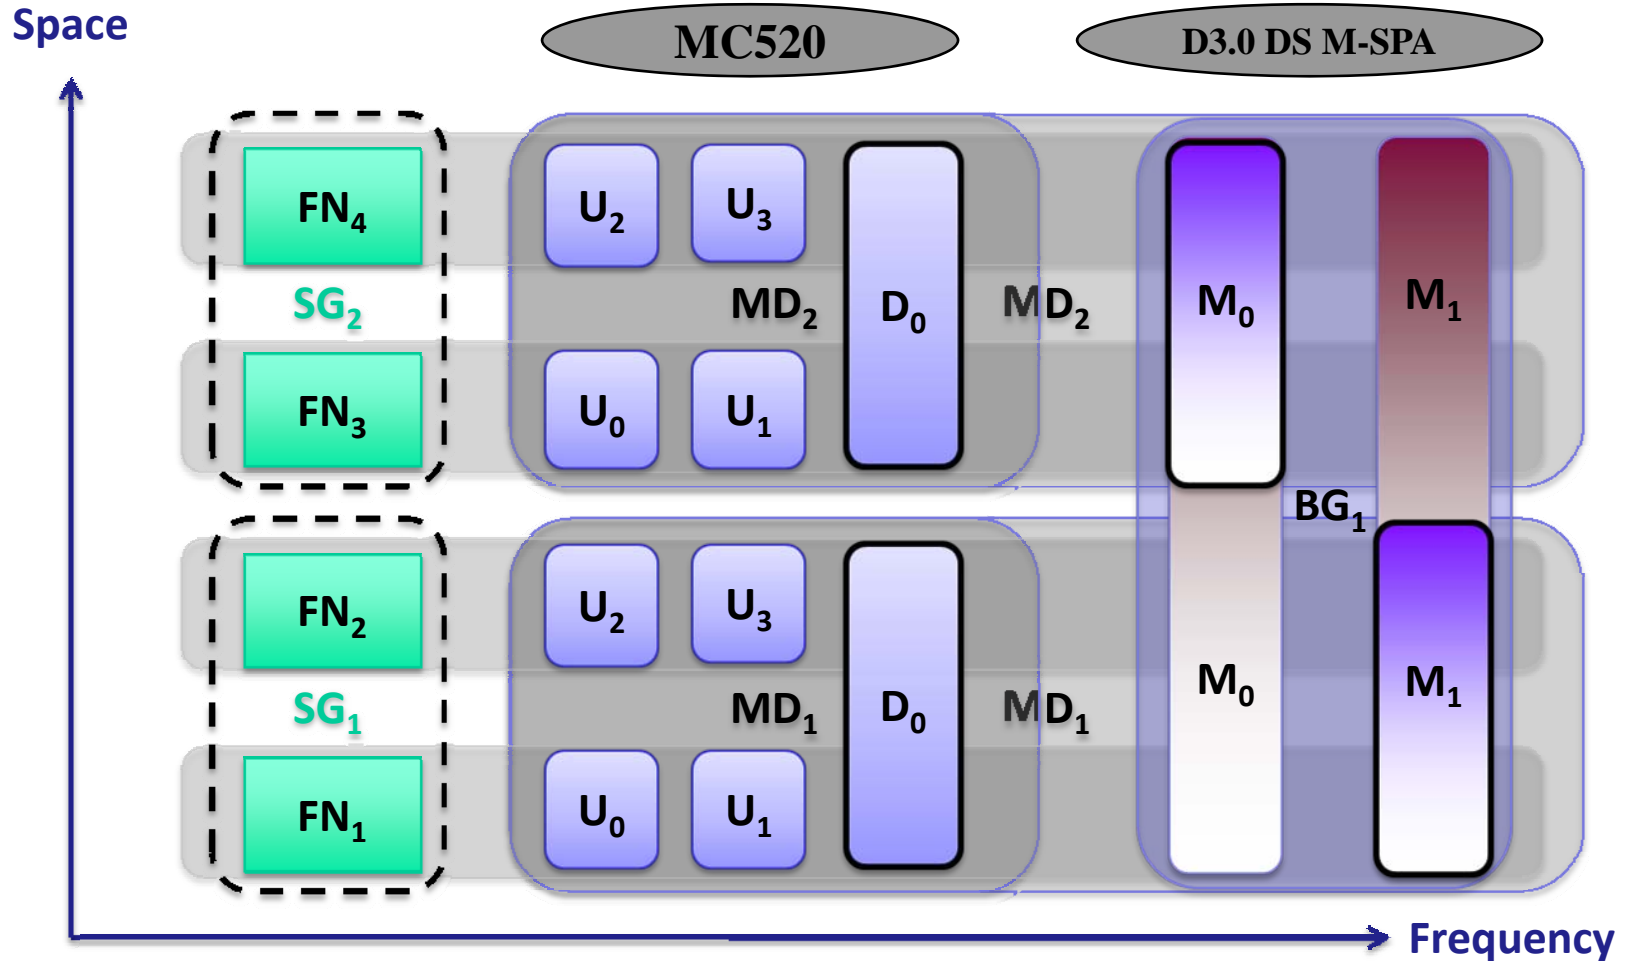 Space
MC520
D3.0 DS M-SPA
FN4
U2
U3
D0
M0
M1
SG2
MD2
MD2
FN3
U0
U1
BG1
FN2
U2
U3
D0
M0
M1
SG1
MD1
MD1
FN1
U0
U1
Frequency